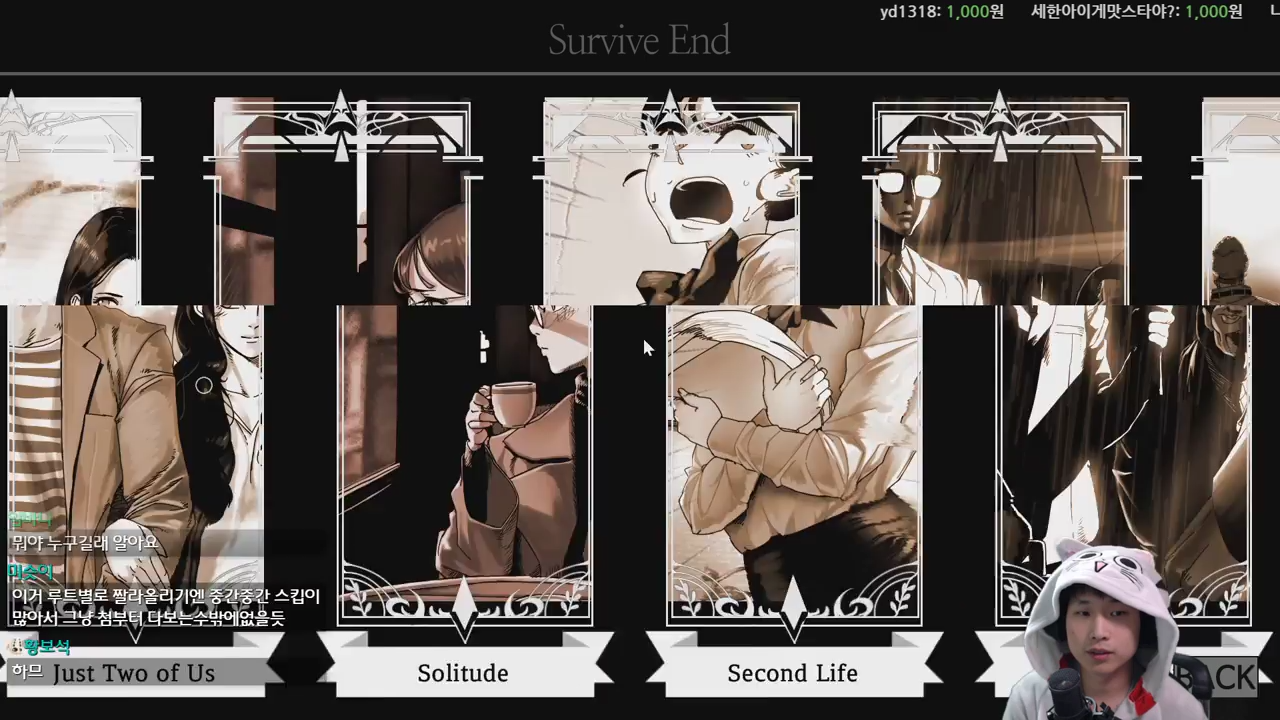 yd1318: 1,000원 세한아이게맛스타야?: 1,000원
Survive End
뭐야 누구길래 알아요
머슷이
이거 루트별로 짤라올리기엔 중간중간 스킵이
많아서 그냥 첨부터 다보는수밖에없을듯
황보석
하므
Just Two of Us
Solitude
Second Life
BACK